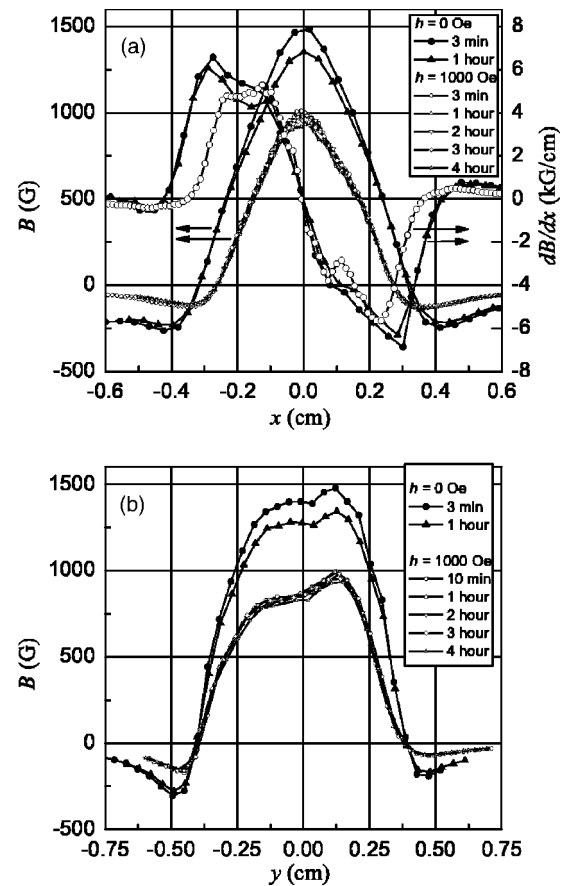 (a)
h = 0 Oe
3 min
1 hour
h = 1000 Oe
3 min
1 hour
2 hour
3 hour
4 hour
1500
1000
500
0
-500
B (G)
8
6
4
2
0
-2
-4
-6
-8
dB/dx (kG/cm)
-0.6 -0.4 -0.2 0.0 0.2 0.4 0.6
x (cm)
(b)
h = 0 Oe
3 min
1 hour
h = 1000 Oe
10 min
1 hour
2 hour
3 hour
4 hour
1500
1000
500
0
-500
B (G)
-0.75 -0.50 -0.25 0.00 0.25 0.50 0.75
y (cm)